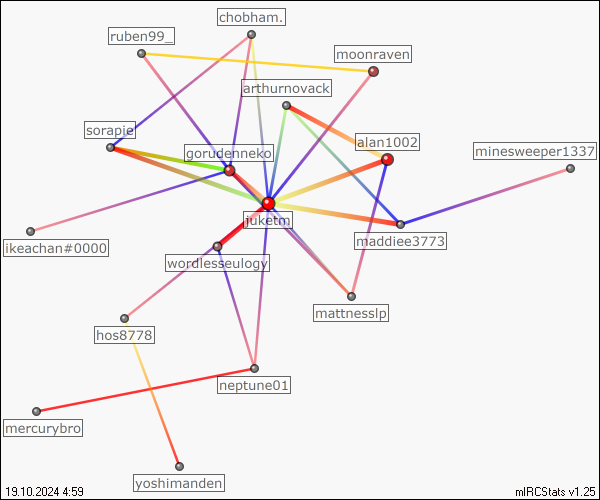 chobham.
ruben99_
moonraven
arthurnovack
sorapie
alan1002
gorudenneko
minesweeper1337
juketm
ikeachan#0000
maddiee3773
wordlesseulogy
mattnesslp
hos8778
neptune01
mercurybro
yoshimanden
19.10.2024 4:59
mIRCStats v1.25